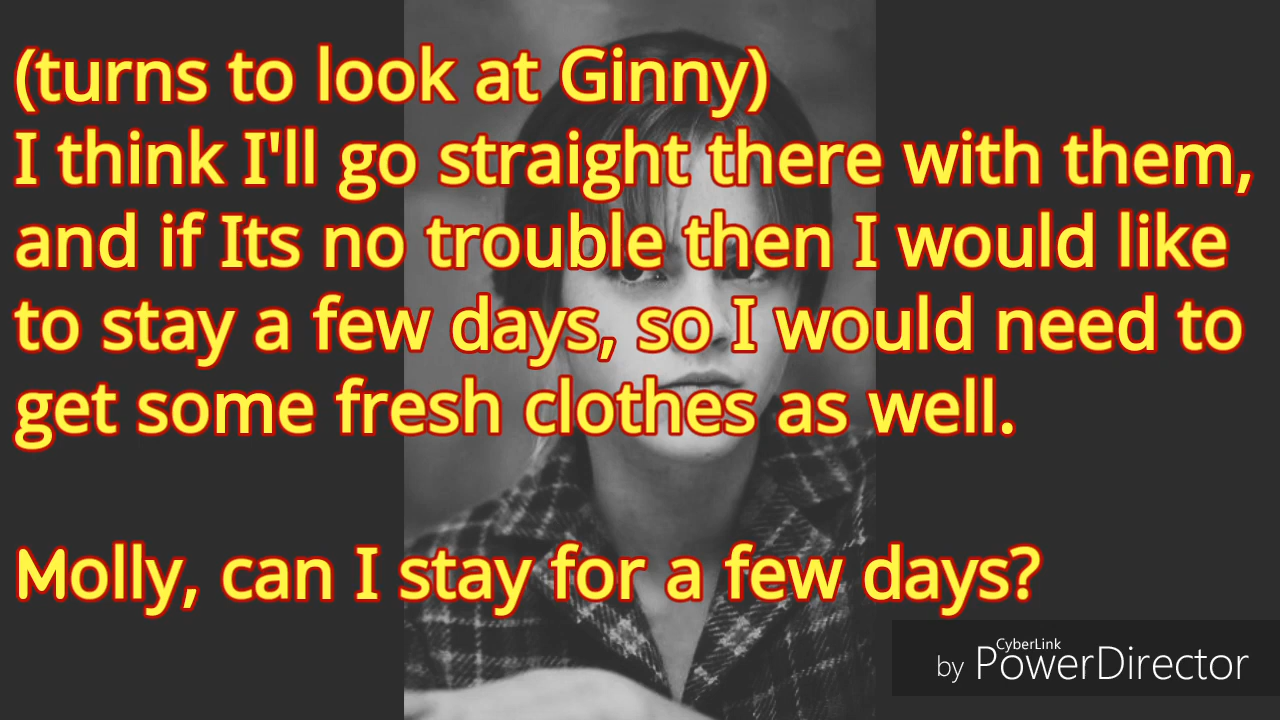 (turns to look at Ginny)
I think I'll go straight there with them,
and if Its no trouble then I would like
to stay a few days, so I would need to
get some fresh clothes as well.
Molly, can I stay for a few days?
CyberLink
by PowerDirector